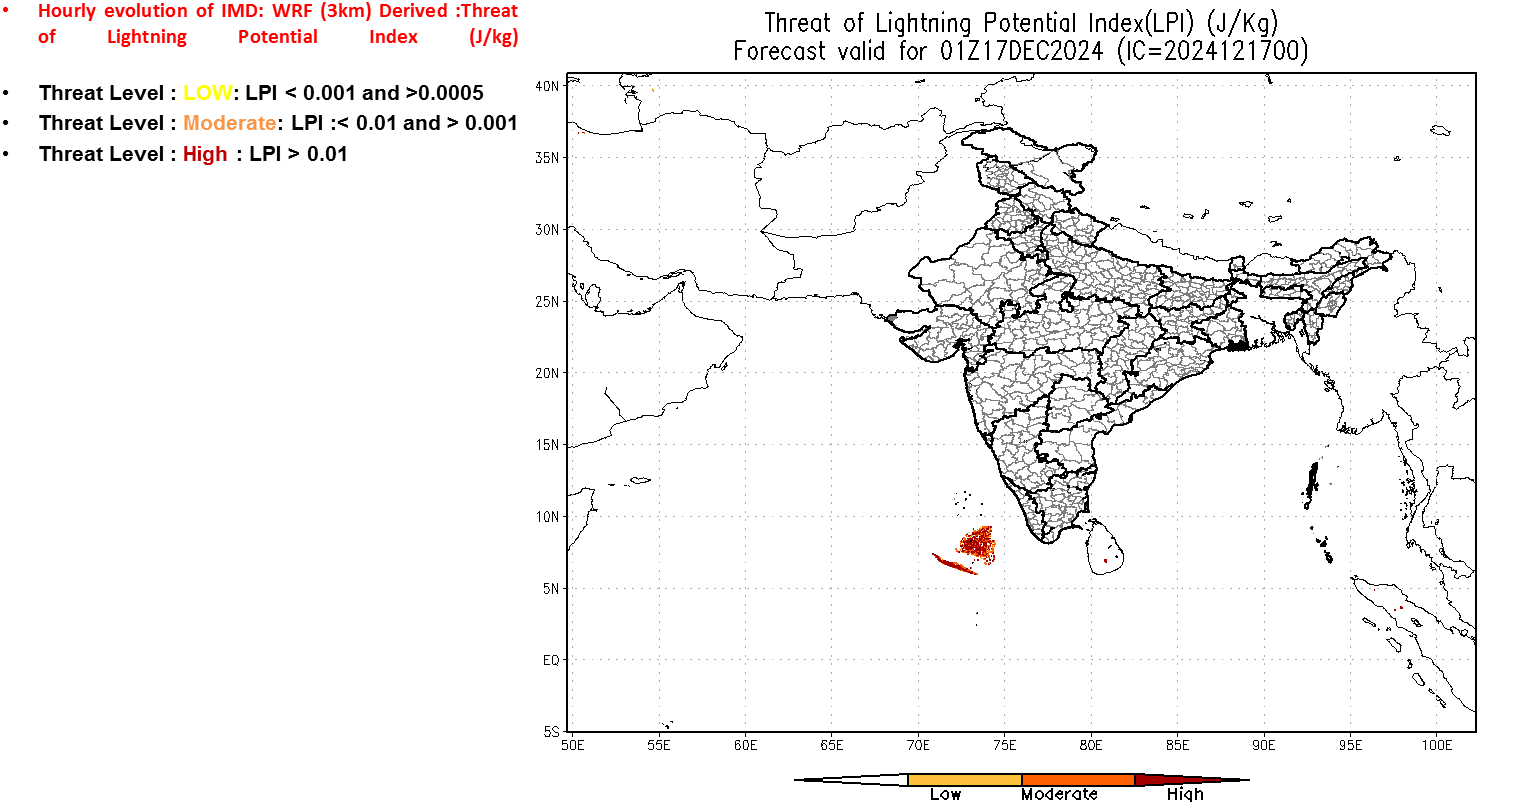 • Hourly evolution of IMD: WRF (3km) Derived :Threat
of Lightning Potential Index (J/kg)
• Threat Level : LOW: LPI < 0.001 and >0.0005
• Threat Level : Moderate: LPI :< 0.01 and > 0.001
• Threat Level : High : LPI > 0.01
Threat of Lightning Potential Index(LPI) (J/Kg)
Forecast valid for 01Z17DEC2024 (IC=2024121700)
40N
35N
30N
25N
20N
15N
10N
5N
EQ
5S
50E 55E 60E 65E 70E 75E 80E 85E 90E 95E 100E
Low Moderate High